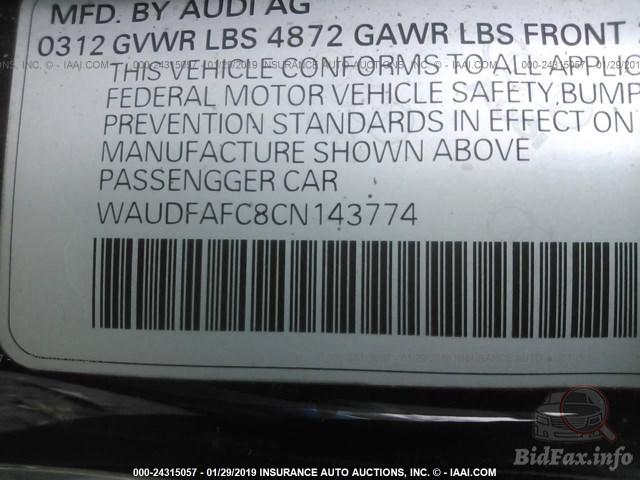 MFD. BY AUDI AG
0312 GVWR LBS 4872 GAWR LBS FRONT
THIS VEHICLE CONFORMS TO ALL APPLIC
FEDERAL MOTOR VEHICLE SAFETY, BUMP
PREVENTION STANDARDS IN EFFECT ON
MANUFACTURE SHOWN ABOVE
PASSENGGER CAR
WAUDFAFC8CN143774
000-24315057 - 01/29/2019 INSURANCE AUTO AUCTIONS, INC. - © IAAI.COM
BidFax.info